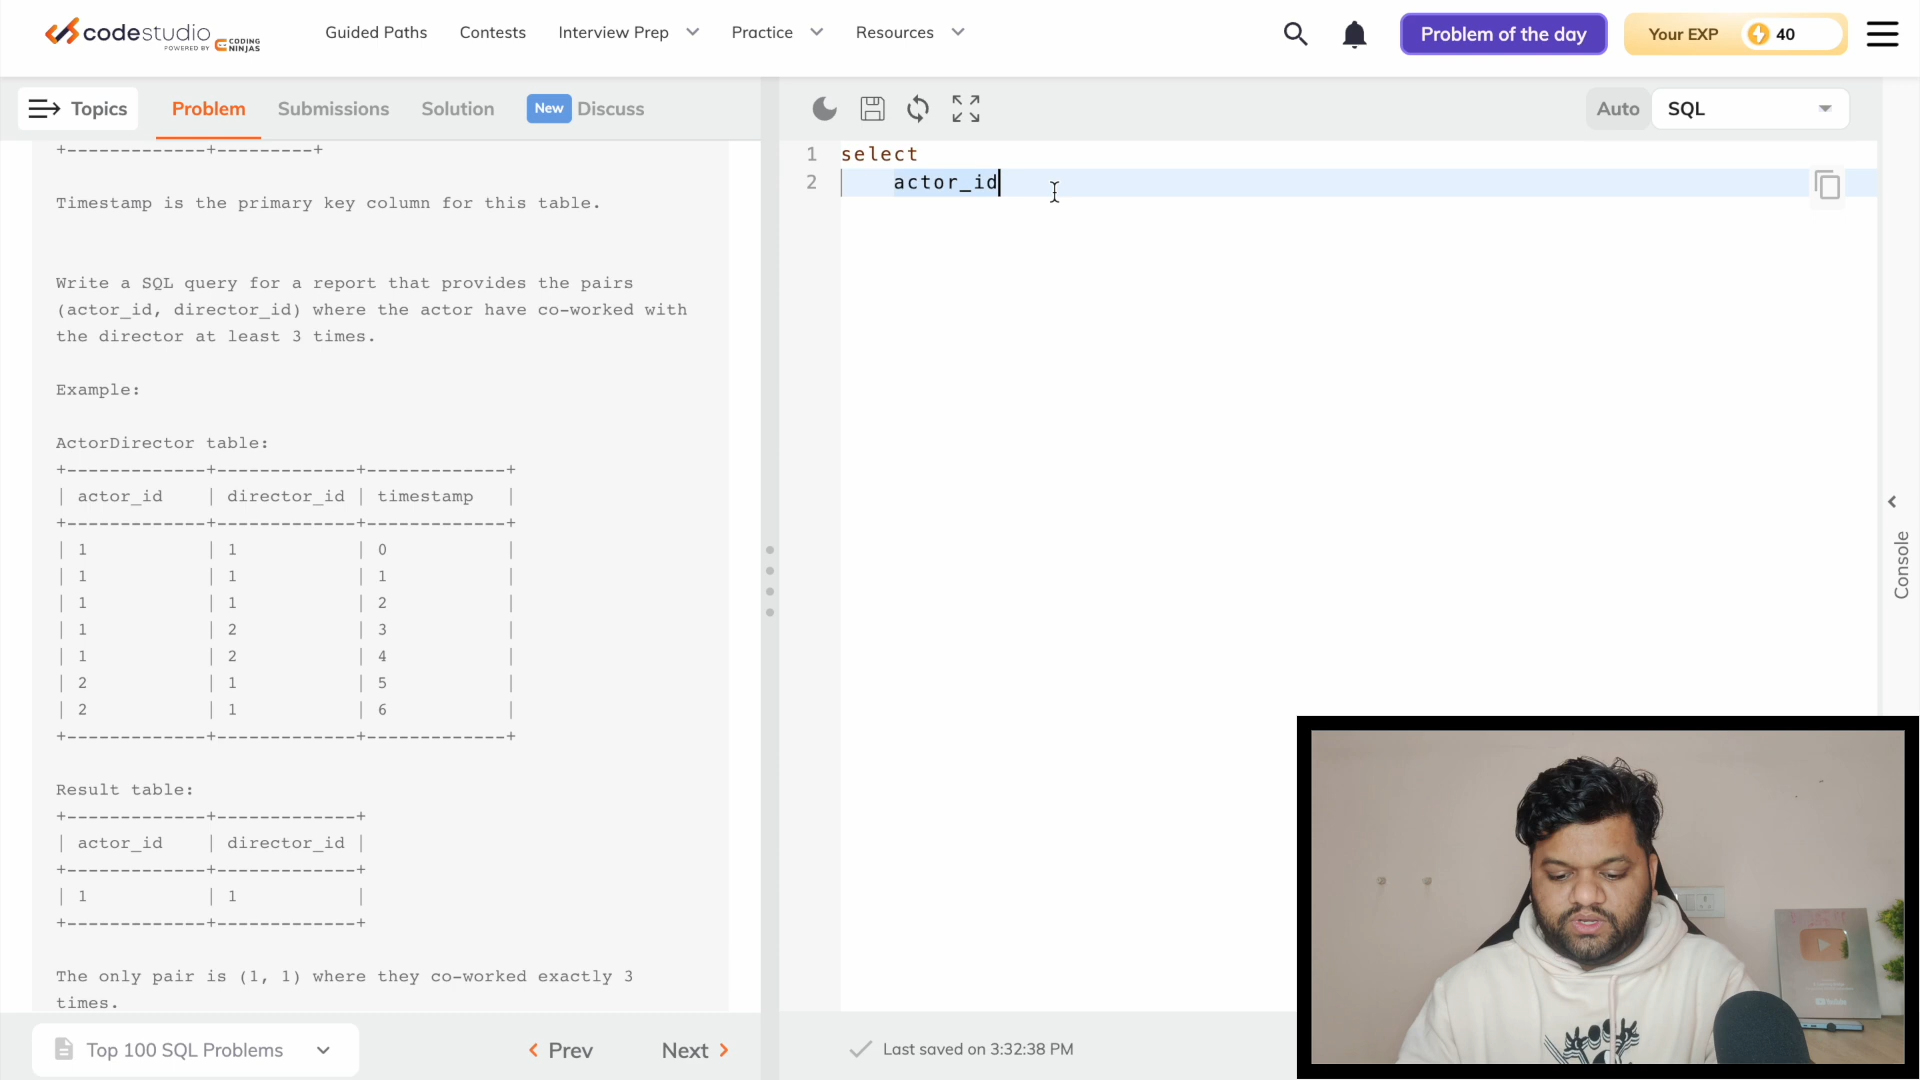 codestudio
POWERED BY CODING NINJAS
Guided Paths
Contests
Interview Prep
Practice
Resources
Problem of the day
Your EXP
40
Topics
Problem
Submissions
Solution
New
Discuss
Auto
SQL
+-------------+---------+
Timestamp is the primary key column for this table.
Write a SQL query for a report that provides the pairs
(actor_id, director_id) where the actor have co-worked with
the director at least 3 times.
Example:
ActorDirector table:
+-------------+-------------+-------------+
| actor_id | director_id | timestamp |
+-------------+-------------+-------------+
| 1 | 1 | 0 |
| 1 | 1 | 1 |
| 1 | 1 | 2 |
| 1 | 2 | 3 |
| 1 | 2 | 4 |
| 2 | 1 | 5 |
| 2 | 1 | 6 |
+-------------+-------------+-------------+
Result table:
+-------------+-------------+
| actor_id | director_id |
+-------------+-------------+
| 1 | 1 |
+-------------+-------------+
The only pair is (1, 1) where they co-worked exactly 3
times.
1 select
2 actor_id
Console
Top 100 SQL Problems
Prev
Next
Last saved on 3:32:38 PM
YouTube